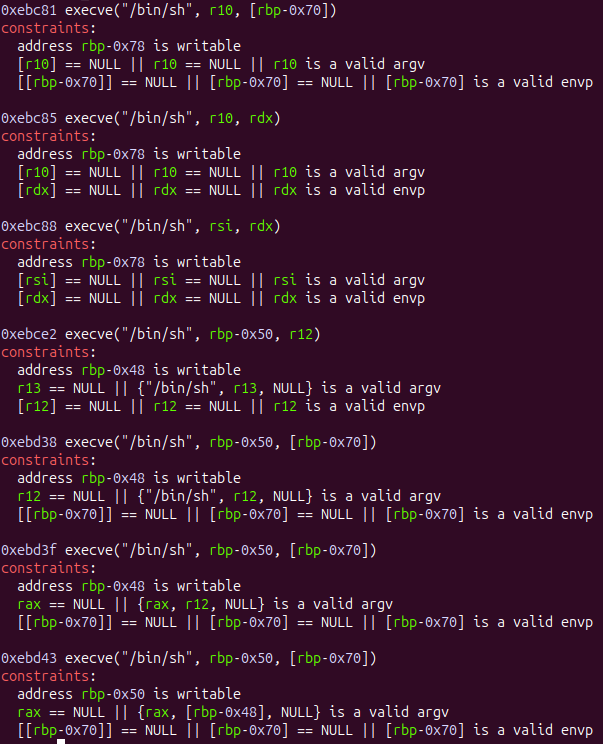 0xebc81 execve("/bin/sh", r10, [rbp-0x70])
constraints:
  address rbp-0x78 is writable
  [r10] == NULL || r10 == NULL || r10 is a valid argv
  [[rbp-0x70]] == NULL || [rbp-0x70] == NULL || [rbp-0x70] is a valid envp

0xebc85 execve("/bin/sh", r10, rdx)
constraints:
  address rbp-0x78 is writable
  [r10] == NULL || r10 == NULL || r10 is a valid argv
  [rdx] == NULL || rdx == NULL || rdx is a valid envp

0xebc88 execve("/bin/sh", rsi, rdx)
constraints:
  address rbp-0x78 is writable
  [rsi] == NULL || rsi == NULL || rsi is a valid argv
  [rdx] == NULL || rdx == NULL || rdx is a valid envp

0xebce2 execve("/bin/sh", rbp-0x50, r12)
constraints:
  address rbp-0x48 is writable
  r13 == NULL || {"/bin/sh", r13, NULL} is a valid argv
  [r12] == NULL || r12 == NULL || r12 is a valid envp

0xebd38 execve("/bin/sh", rbp-0x50, [rbp-0x70])
constraints:
  address rbp-0x48 is writable
  r12 == NULL || {"/bin/sh", r12, NULL} is a valid argv
  [[rbp-0x70]] == NULL || [rbp-0x70] == NULL || [rbp-0x70] is a valid envp

0xebd3f execve("/bin/sh", rbp-0x50, [rbp-0x70])
constraints:
  address rbp-0x48 is writable
  rax == NULL || {rax, r12, NULL} is a valid argv
  [[rbp-0x70]] == NULL || [rbp-0x70] == NULL || [rbp-0x70] is a valid envp

0xebd43 execve("/bin/sh", rbp-0x50, [rbp-0x70])
constraints:
  address rbp-0x50 is writable
  rax == NULL || {rax, [rbp-0x48], NULL} is a valid argv
  [[rbp-0x70]] == NULL || [rbp-0x70] == NULL || [rbp-0x70] is a valid envp